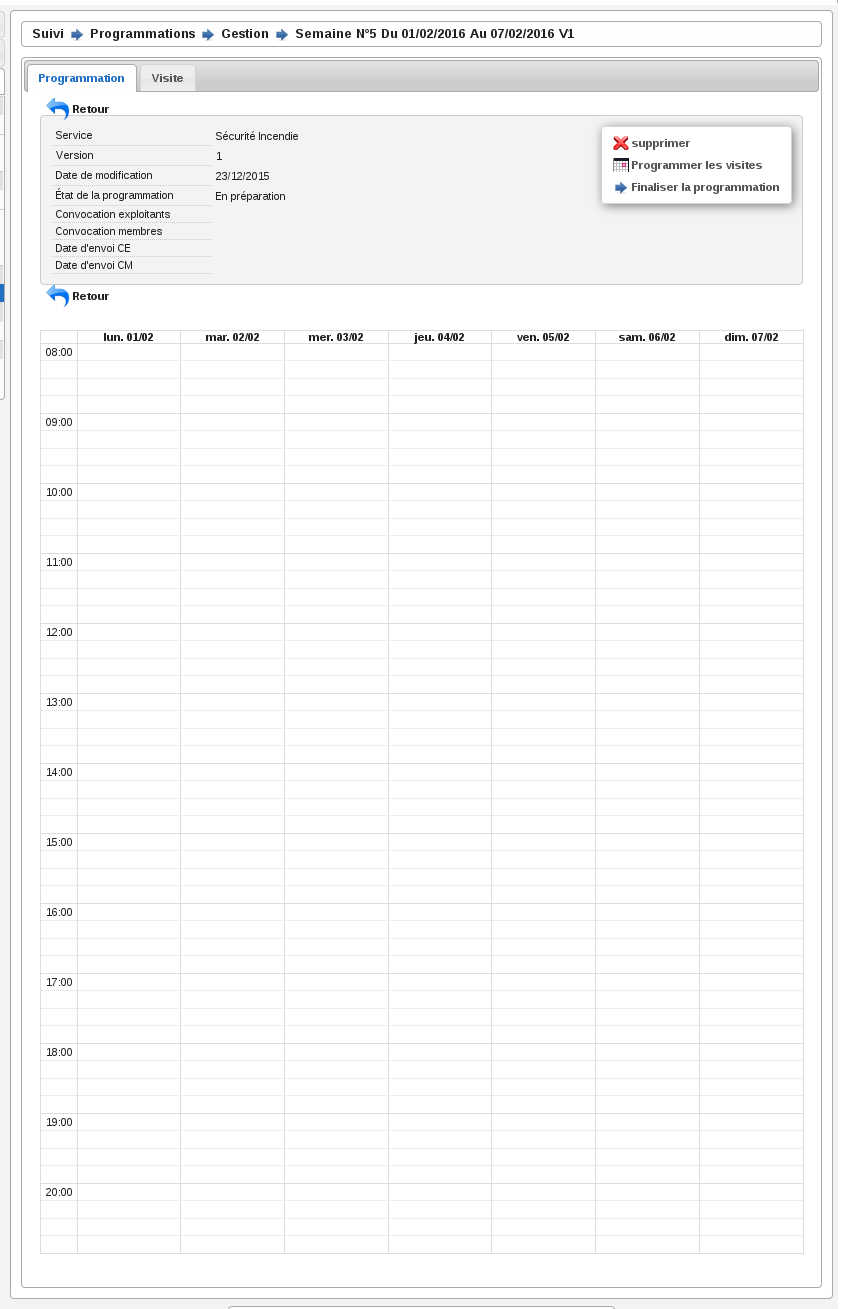 Suivi Programmations Gestion Semaine N°5 Du 01/02/2016 Au 07/02/2016 V1
Programmation Visite
Retour
Service Sécurité Incendie
Version 1
Date de modification 23/12/2015
État de la programmation En préparation
Convocation exploitants
Convocation membres
Date d'envoi CE
Date d'envoi CM
supprimer
Programmer les visites
Finaliser la programmation
Retour
lun. 01/02 mar. 02/02 mer. 03/02 jeu. 04/02 ven. 05/02 sam. 06/02 dim. 07/02
08:00
09:00
10:00
11:00
12:00
13:00
14:00
15:00
16:00
17:00
18:00
19:00
20:00